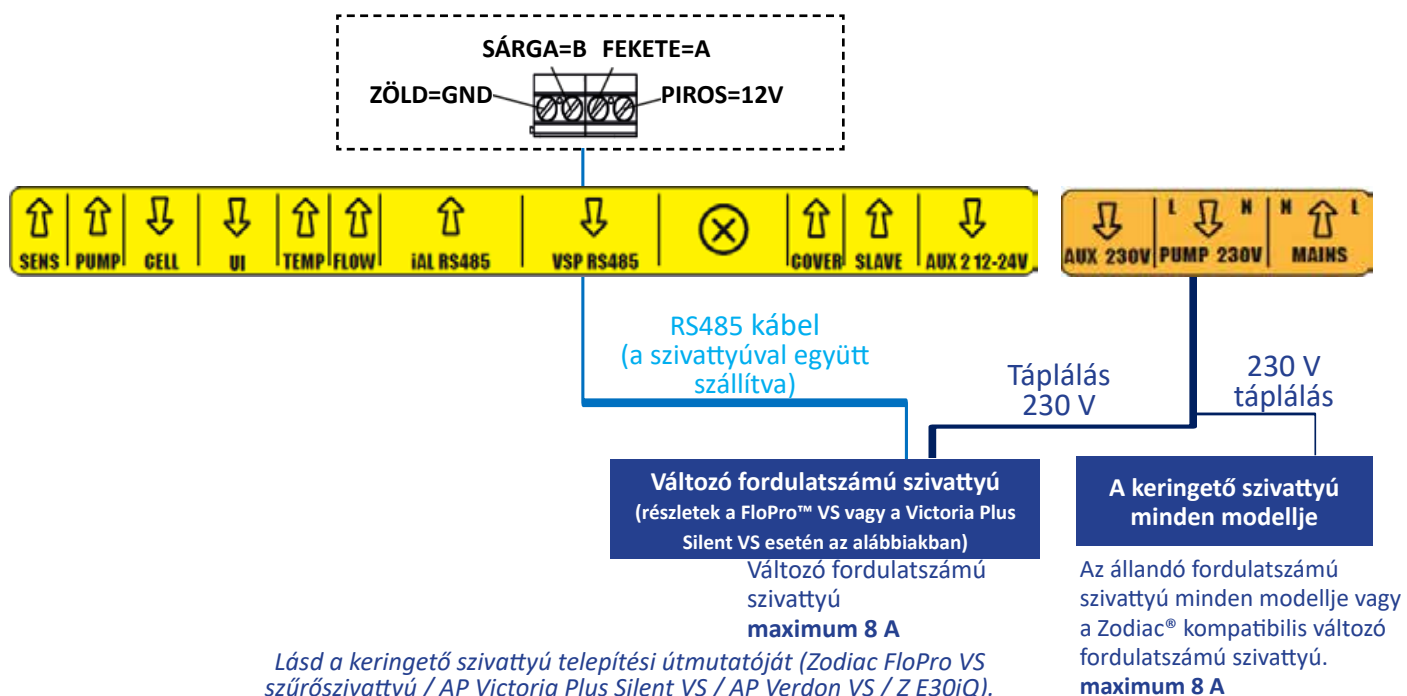 SÁRGA=B FEKETE=A
ZÖLD=GND PIROS=12V
SENS PUMP CELL UI TEMP FLOW iAL RS485 VSP RS485 COVER SLAVE AUX 2 12-24V
L N N L
AUX 230V PUMP 230V MAINS
RS485 kábel
(a szivattyúval együtt
szállítva)
Táplálás
230 V
230 V
táplálás
Változó fordulatszámú szivattyú
(részletek a FloPro™ VS vagy a Victoria Plus
Silent VS esetén az alábbiakban)
Változó fordulatszámú
szivattyú
maximum 8 A
Lásd a keringető szivattyú telepítési útmutatóját (Zodiac FloPro VS
szűrőszivattyú / AP Victoria Plus Silent VS / AP Verdon VS / Z E30iQ).
A keringető szivattyú
minden modellje
Az állandó fordulatszámú
szivattyú minden modellje vagy
a Zodiac® kompatibilis változó
fordulatszámú szivattyú.
maximum 8 A